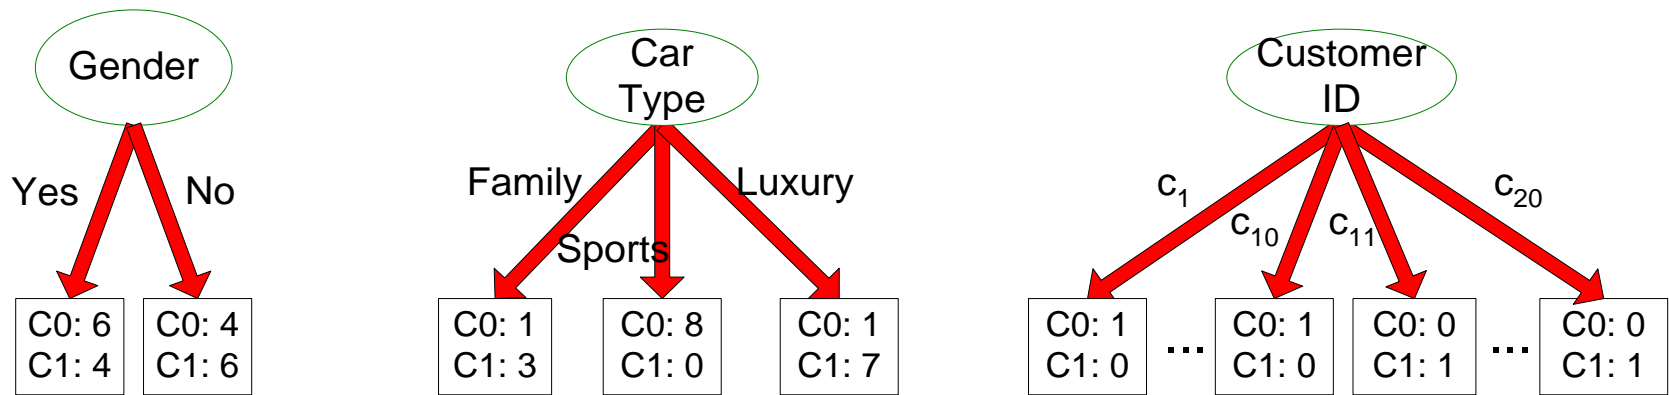 Gender
Yes
No
C0: 6
C1: 4
C0: 4
C1: 6
Car
Type
Family
Sports
Luxury
C0: 1
C1: 3
C0: 8
C1: 0
C0: 1
C1: 7
Customer
ID
c1
c10
c11
c20
C0: 1
C1: 0
...
C0: 1
C1: 0
C0: 0
C1: 1
...
C0: 0
C1: 1